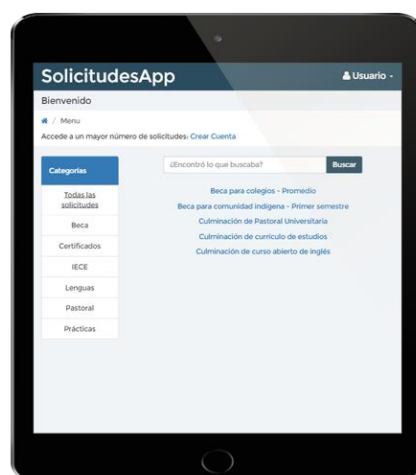 SolicitudesApp
Usuario
Bienvenido
/ Menu
Accede a un mayor número de solicitudes: Crear Cuenta
Categorías
Todas las
solicitudes
Beca
Certificados
IECE
Lenguas
Pastoral
Prácticas
¿Encontró lo que buscaba?
Buscar
Beca para colegios - Promedio
Beca para comunidad indígena - Primer semestre
Culminación de Pastoral Universitaria
Culminación de currículo de estudios
Culminación de curso abierto de inglés